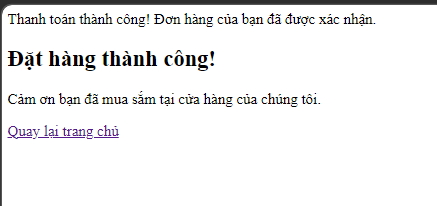 Thanh toán thành công! Đơn hàng của bạn đã được xác nhận.
Đặt hàng thành công!
Cảm ơn bạn đã mua sắm tại cửa hàng của chúng tôi.
Quay lại trang chủ